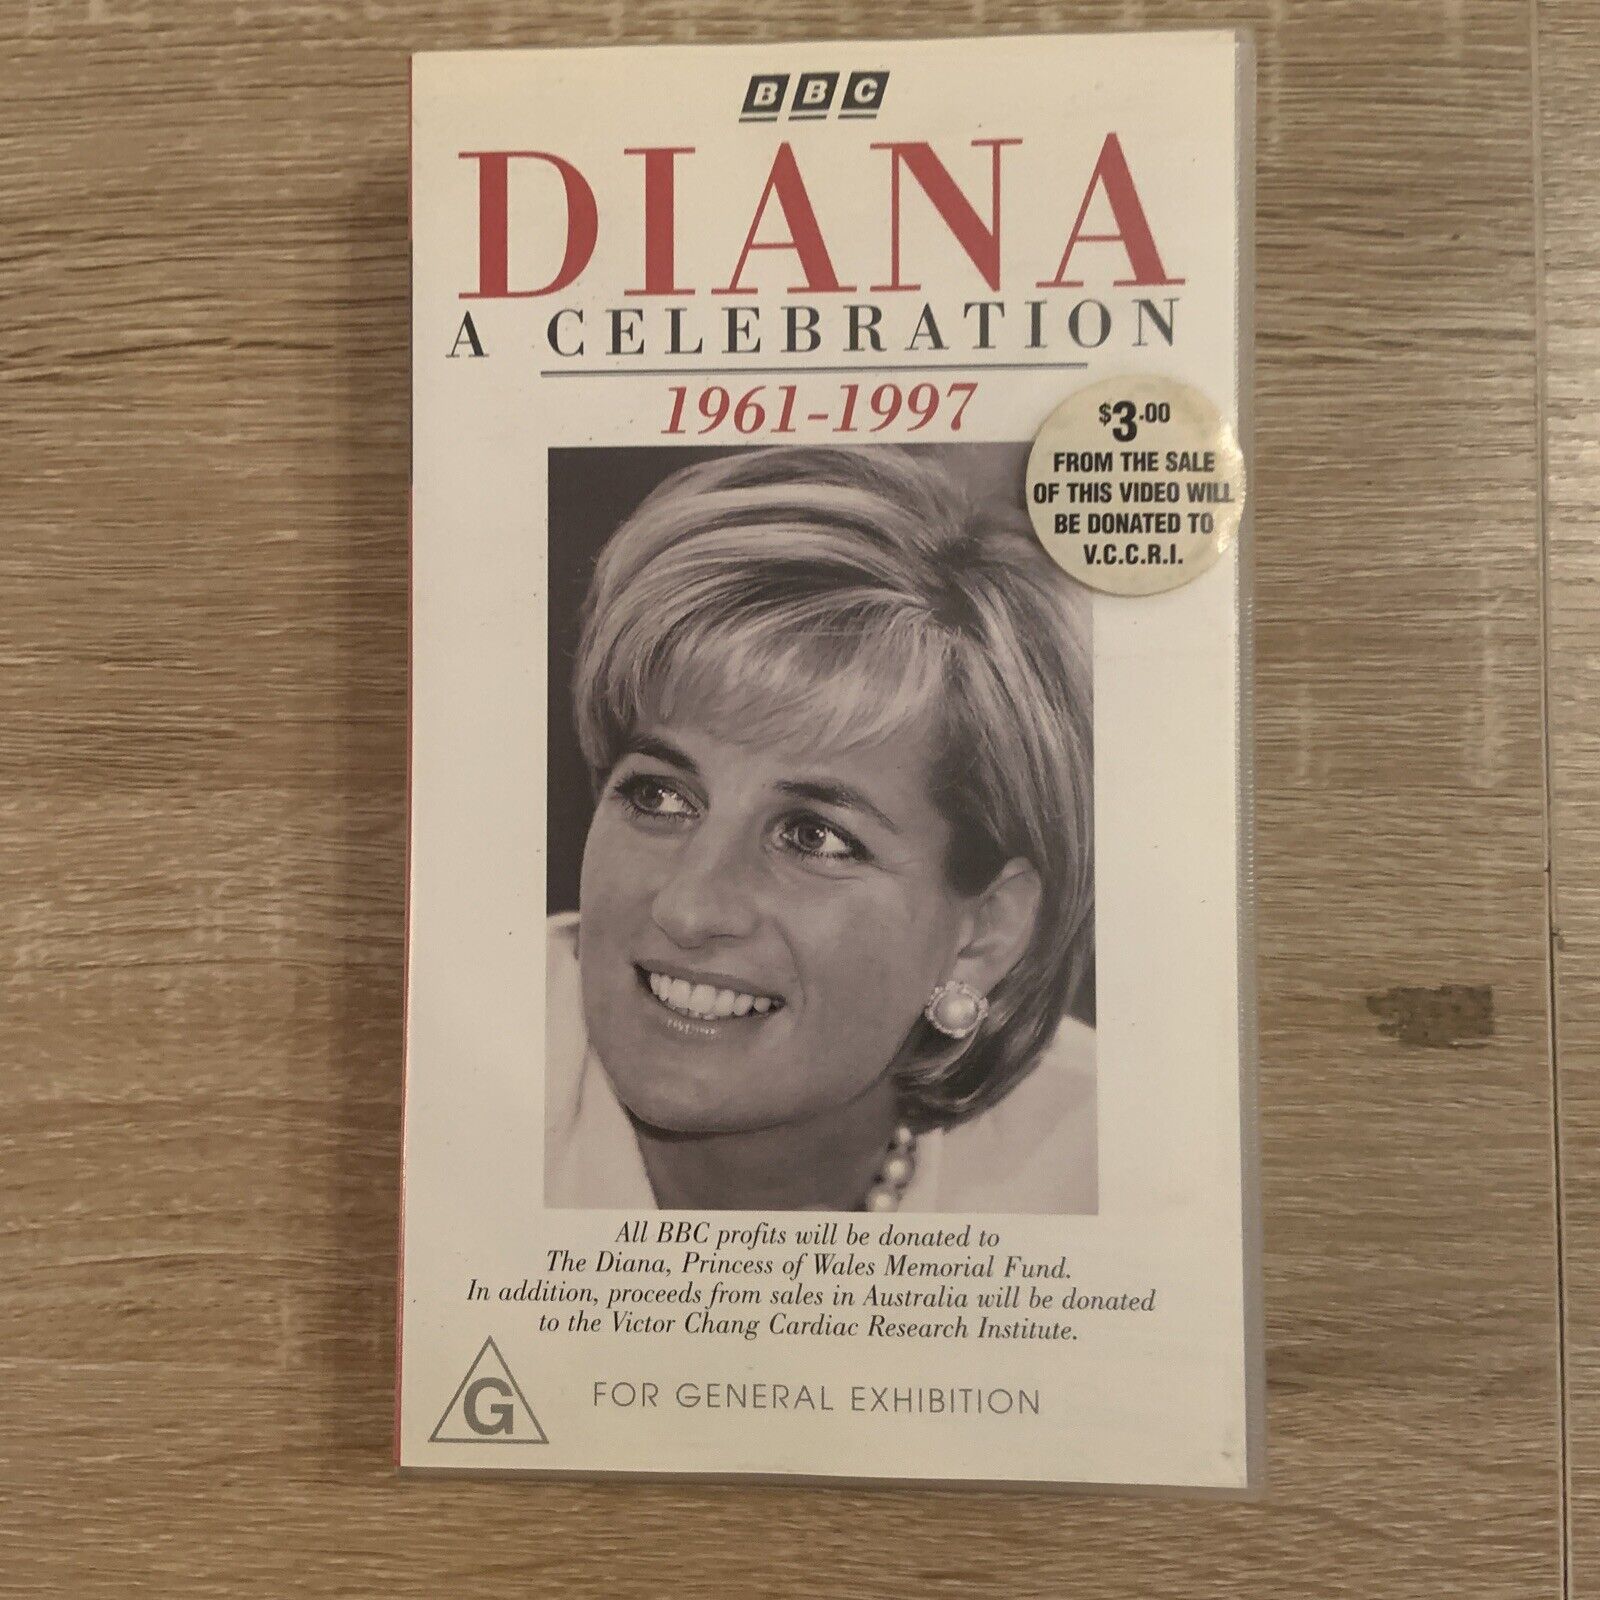 BBC
DIANA
A CELEBRATION
1961-1997
$3.00
FROM THE SALE
OF THIS VIDEO WILL
BE DONATED TO
V.C.C.R.I.
All BBC profits will be donated to
The Diana, Princess of Wales Memorial Fund.
In addition, proceeds from sales in Australia will be donated
to the Victor Chang Cardiac Research Institute.
G
FOR GENERAL EXHIBITION